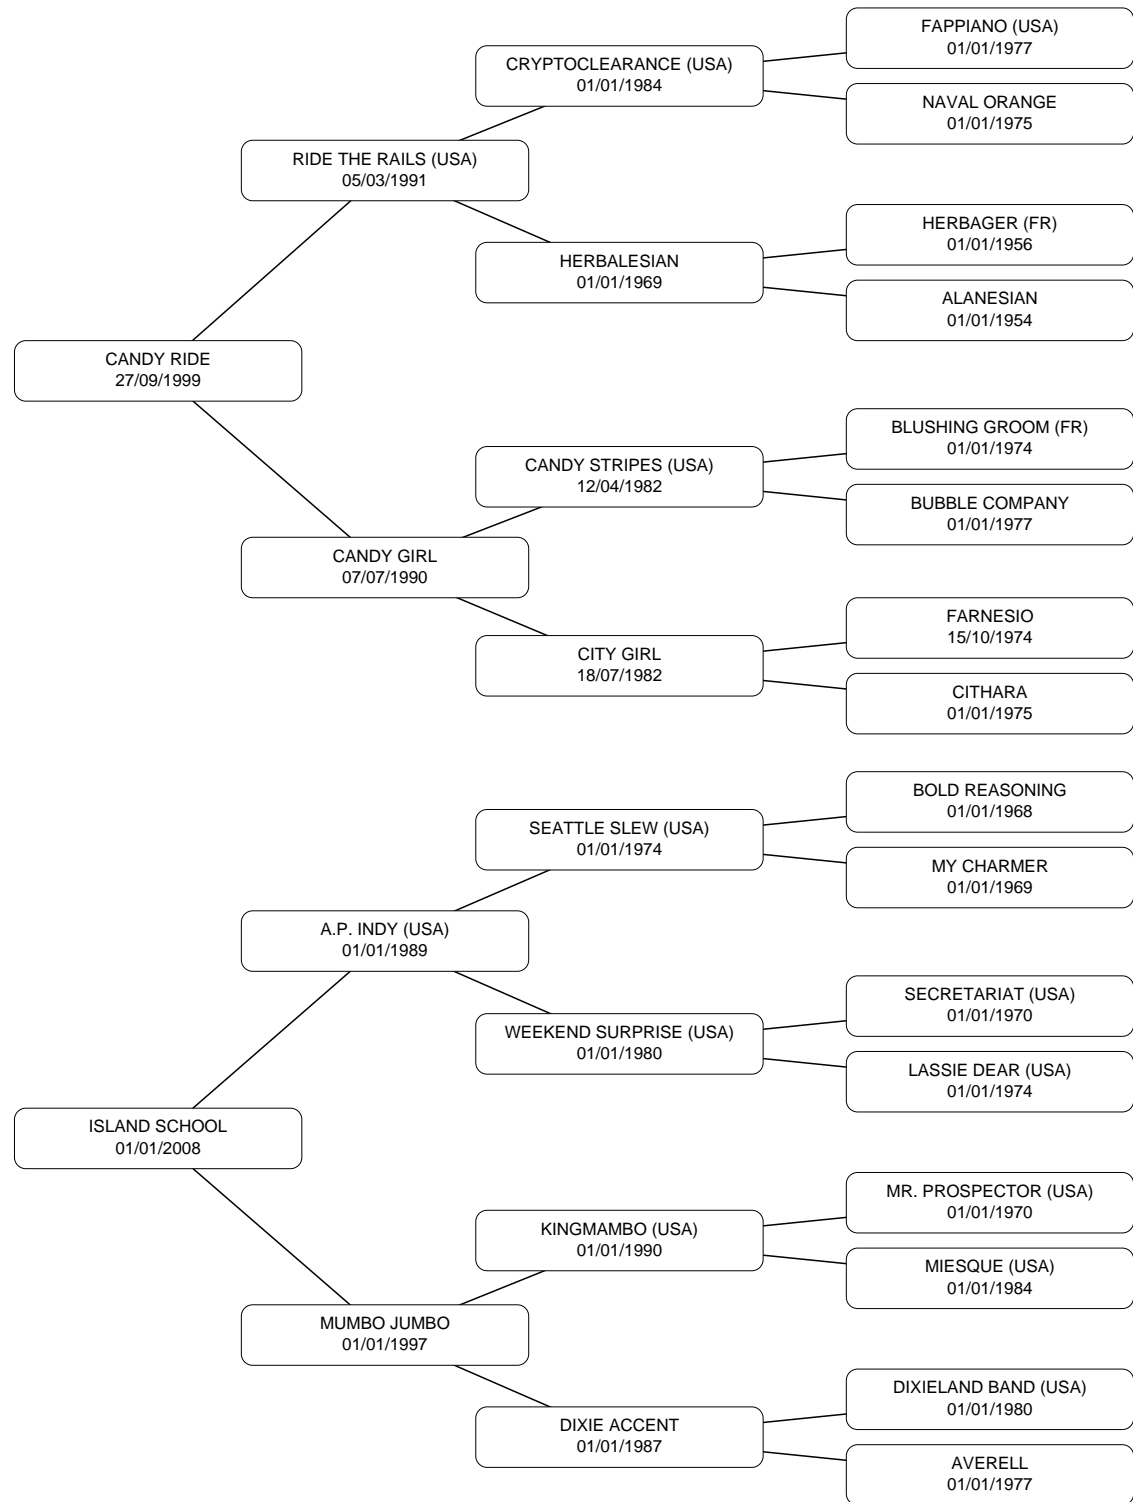 FAPPIANO (USA)
01/01/1977
CRYPTOCLEARANCE (USA)
01/01/1984
NAVAL ORANGE
01/01/1975
RIDE THE RAILS (USA)
05/03/1991
HERBAGER (FR)
01/01/1956
HERBALESIAN
01/01/1969
ALANESIAN
01/01/1954
CANDY RIDE
27/09/1999
BLUSHING GROOM (FR)
01/01/1974
CANDY STRIPES (USA)
12/04/1982
BUBBLE COMPANY
01/01/1977
CANDY GIRL
07/07/1990
FARNESIO
15/10/1974
CITY GIRL
18/07/1982
CITHARA
01/01/1975
BOLD REASONING
01/01/1968
SEATTLE SLEW (USA)
01/01/1974
MY CHARMER
01/01/1969
A.P. INDY (USA)
01/01/1989
SECRETARIAT (USA)
01/01/1970
WEEKEND SURPRISE (USA)
01/01/1980
LASSIE DEAR (USA)
01/01/1974
ISLAND SCHOOL
01/01/2008
MR. PROSPECTOR (USA)
01/01/1970
KINGMAMBO (USA)
01/01/1990
MIESQUE (USA)
01/01/1984
MUMBO JUMBO
01/01/1997
DIXIELAND BAND (USA)
01/01/1980
DIXIE ACCENT
01/01/1987
AVERELL
01/01/1977